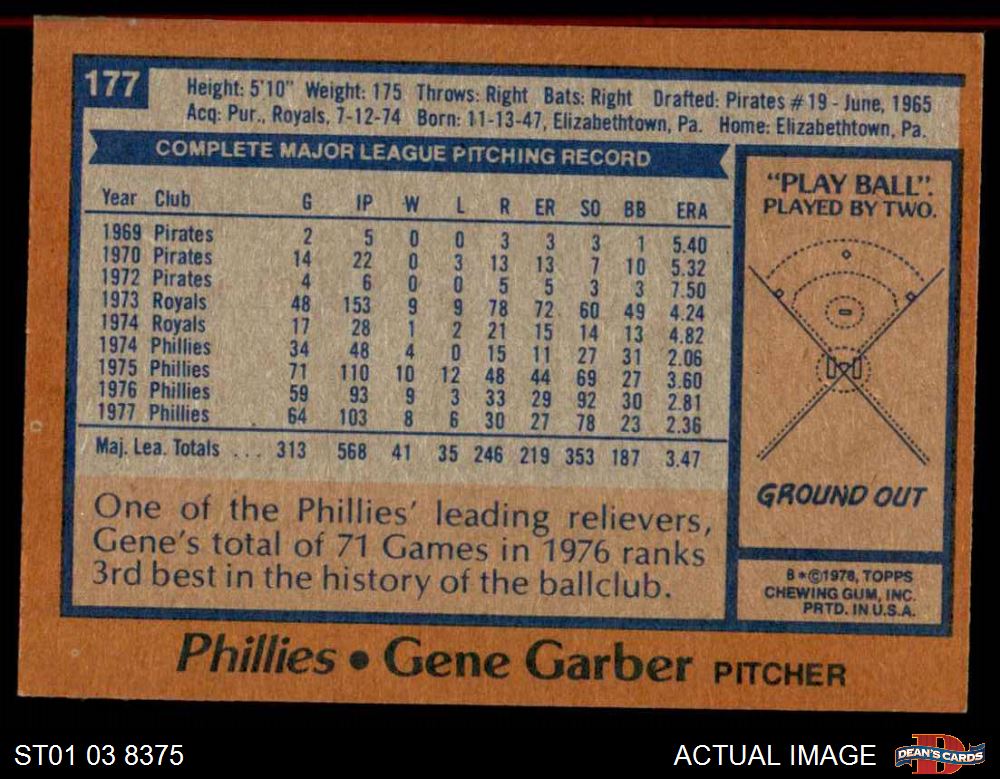 177
Height: 5'10" Weight: 175 Throws: Right Bats: Right Drafted: Pirates #19 - June, 1965
Acq: Pur., Royals, 7-12-74 Born: 11-13-47, Elizabethtown, Pa. Home: Elizabethtown, Pa.
COMPLETE MAJOR LEAGUE PITCHING RECORD
Year Club G IP W L R ER SO BB ERA
1969 Pirates 2 5 0 0 3 3 3 1 5.40
1970 Pirates 14 22 0 3 13 13 7 10 5.32
1972 Pirates 4 6 0 0 5 5 3 3 7.50
1973 Royals 48 153 9 9 78 72 60 49 4.24
1974 Royals 17 28 1 2 21 15 14 13 4.82
1974 Phillies 34 48 4 0 15 11 27 31 2.06
1975 Phillies 71 110 10 12 48 44 69 27 3.60
1976 Phillies 59 93 9 3 33 29 92 30 2.81
1977 Phillies 64 103 8 6 30 27 78 23 2.36
Maj. Lea. Totals ... 313 568 41 35 246 219 353 187 3.47
One of the Phillies' leading relievers,
Gene's total of 71 Games in 1976 ranks
3rd best in the history of the ballclub.
"PLAY BALL".
PLAYED BY TWO.
GROUND OUT
B*©1978, TOPPS
CHEWING GUM, INC.
PRTD. IN U.S.A.
Phillies • Gene Garber PITCHER
ST01 03 8375
ACTUAL IMAGE
DEAN'S CARDS